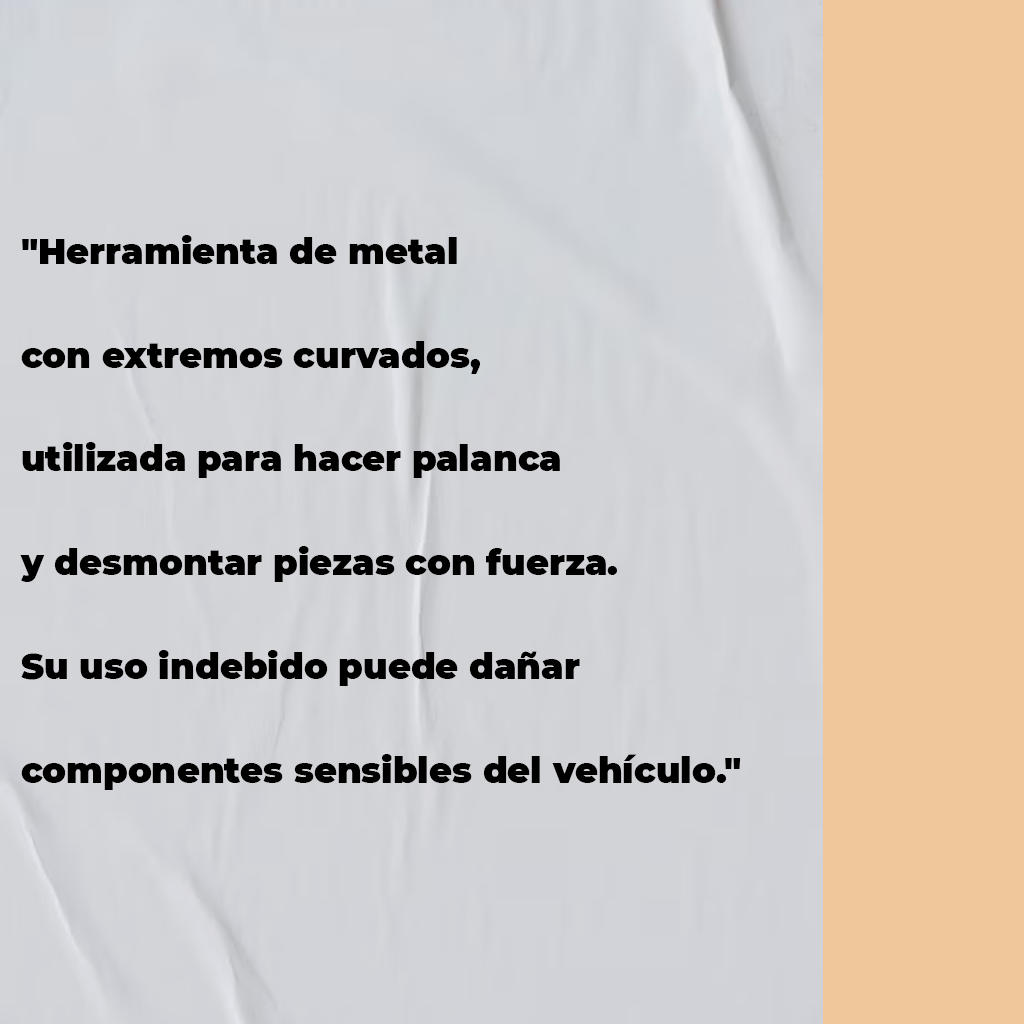 "Herramienta de metal
con extremos curvados,
utilizada para hacer palanca
y desmontar piezas con fuerza.
Su uso indebido puede dañar
componentes sensibles del vehículo."